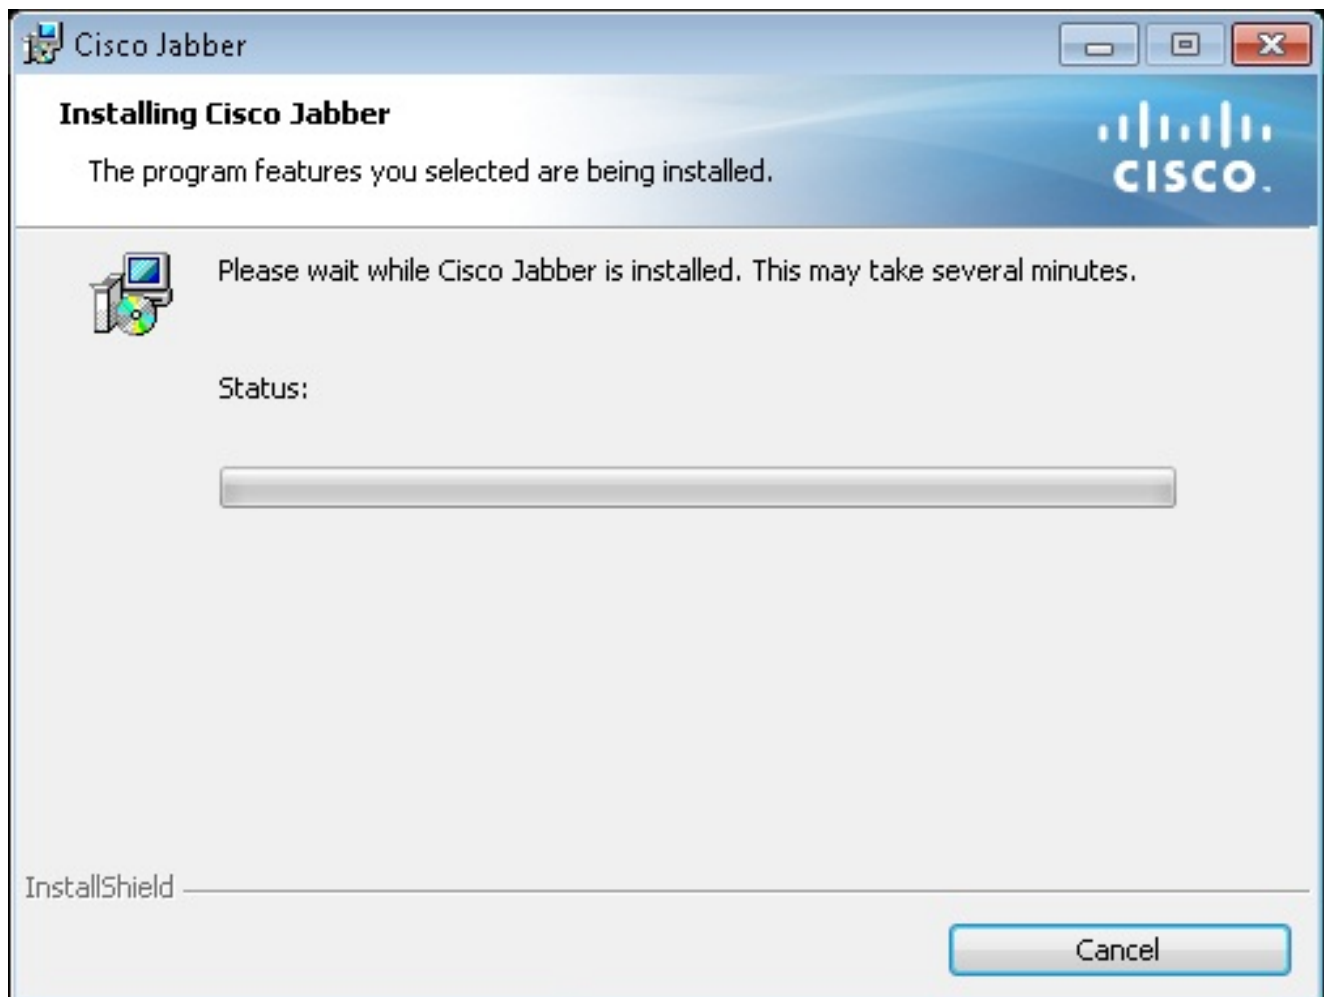 Cisco Jabber
Installing Cisco Jabber
The program features you selected are being installed.
CISCO.
Please wait while Cisco Jabber is installed. This may take several minutes.
Status:
InstallShield
Cancel